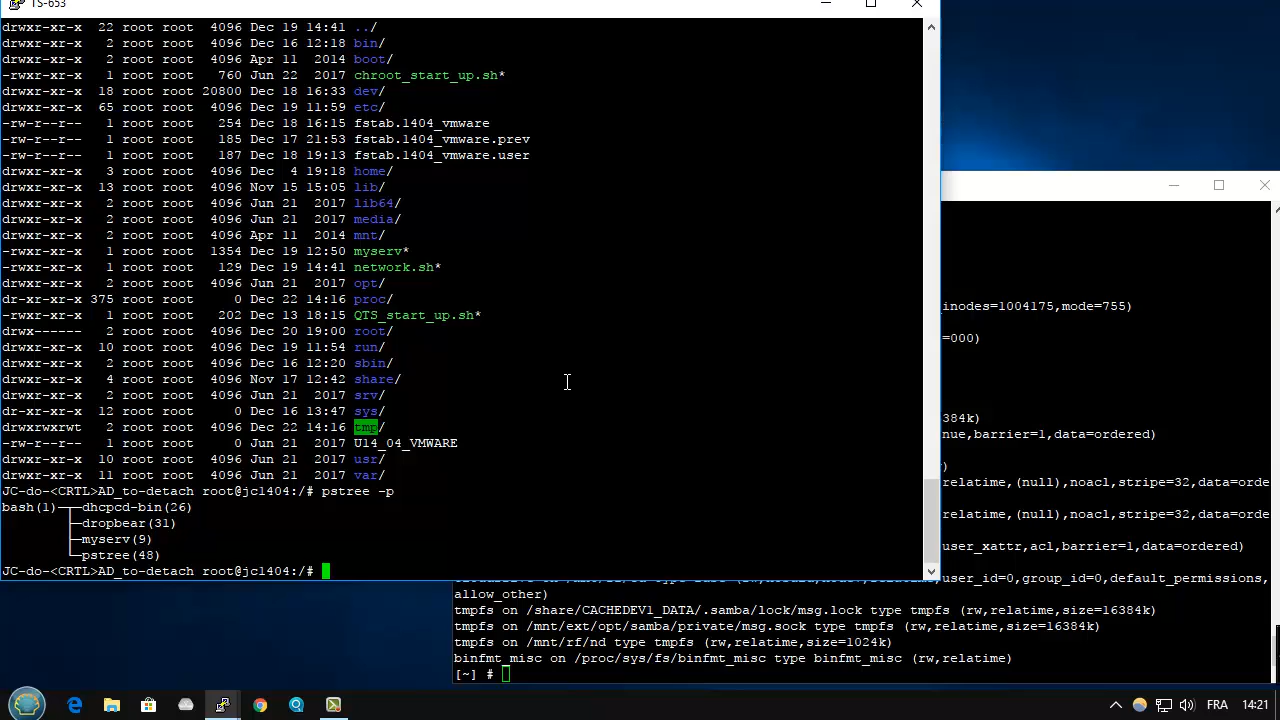 TS-653
drwxr-xr-x  22 root root  4096 Dec 19 14:41 ../
drwxr-xr-x   2 root root  4096 Dec 16 12:18 bin/
drwxr-xr-x   2 root root  4096 Apr 11  2014 boot/
-rwxr-xr-x   1 root root   760 Jun 22  2017 chroot_start_up.sh*
drwxr-xr-x  18 root root 20800 Dec 18 16:33 dev/
drwxr-xr-x  65 root root  4096 Dec 19 11:59 etc/
-rw-r--r--   1 root root   254 Dec 18 16:15 fstab.1404_vmware
-rw-r--r--   1 root root   185 Dec 17 21:53 fstab.1404_vmware.prev
-rw-r--r--   1 root root   187 Dec 18 19:13 fstab.1404_vmware.user
drwxr-xr-x   3 root root  4096 Dec  4 19:18 home/
drwxr-xr-x  13 root root  4096 Nov 15 15:05 lib/
drwxr-xr-x   2 root root  4096 Jun 21  2017 lib64/
drwxr-xr-x   2 root root  4096 Jun 21  2017 media/
drwxr-xr-x   2 root root  4096 Apr 11  2014 mnt/
-rwxr-xr-x   1 root root  1354 Dec 19 12:50 myserv*
-rwxr-xr-x   1 root root   129 Dec 19 14:41 network.sh*
drwxr-xr-x   2 root root  4096 Jun 21  2017 opt/
dr-xr-xr-x 375 root root     0 Dec 22 14:16 proc/
-rwxr-xr-x   1 root root   202 Dec 13 18:15 QTS_start_up.sh*
drwx------   2 root root  4096 Dec 20 19:00 root/
drwxr-xr-x  10 root root  4096 Dec 19 11:54 run/
drwxr-xr-x   2 root root  4096 Dec 16 12:20 sbin/
drwxr-xr-x   4 root root  4096 Nov 17 12:42 share/
drwxr-xr-x   2 root root  4096 Jun 21  2017 srv/
dr-xr-xr-x  12 root root     0 Dec 16 13:47 sys/
drwxrwxrwt   2 root root  4096 Dec 22 14:16 tmp/
-rw-r--r--   1 root root     0 Jun 21  2017 U14_04_VMWARE
drwxr-xr-x  10 root root  4096 Jun 21  2017 usr/
drwxr-xr-x  11 root root  4096 Jun 21  2017 var/
JC-do-<CRTL>AD_to-detach root@jc1404:/# pstree -p
bash(1)─┬─dhcpcd-bin(26)
├─dropbear(31)
├─myserv(9)
└─pstree(48)
JC-do-<CRTL>AD_to-detach root@jc1404:/#
inodes=1004175,mode=755)
=000)
384k)
nue,barrier=1,data=ordered)
)
relatime,(null),noacl,stripe=32,data=orde
relatime,(null),noacl,stripe=32,data=orde
user_xattr,acl,barrier=1,data=ordered)
user_id=0,group_id=0,default_permissions,
allow_other)
tmpfs on /share/CACHEDEV1_DATA/.samba/lock/msg.lock type tmpfs (rw,relatime,size=16384k)
tmpfs on /mnt/ext/opt/samba/private/msg.sock type tmpfs (rw,relatime,size=16384k)
tmpfs on /mnt/rf/nd type tmpfs (rw,relatime,size=1024k)
binfmt_misc on /proc/sys/fs/binfmt_misc type binfmt_misc (rw,relatime)
[~] #
FRA
14:21